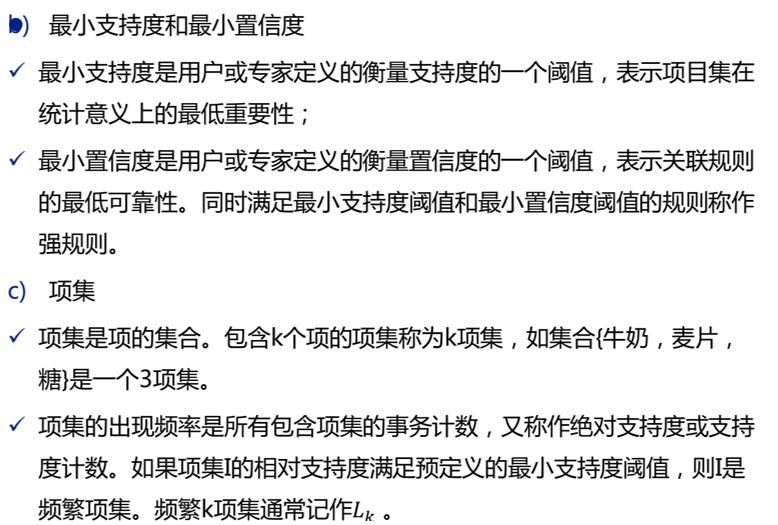 b) 最小支持度和最小置信度
✓ 最小支持度是用户或专家定义的衡量支持度的一个阈值，表示项目集在
统计意义上的最低重要性；
✓ 最小置信度是用户或专家定义的衡量置信度的一个阈值，表示关联规则
的最低可靠性。同时满足最小支持度阈值和最小置信度阈值的规则称作
强规则。
c) 项集
✓ 项集是项的集合。包含k个项的项集称为k项集，如集合{牛奶，麦片，
糖}是一个3项集。
✓ 项集的出现频率是所有包含项集的事务计数，又称作绝对支持度或支持
度计数。如果项集I的相对支持度满足预定义的最小支持度阈值，则I是
频繁项集。频繁k项集通常记作Lₖ 。